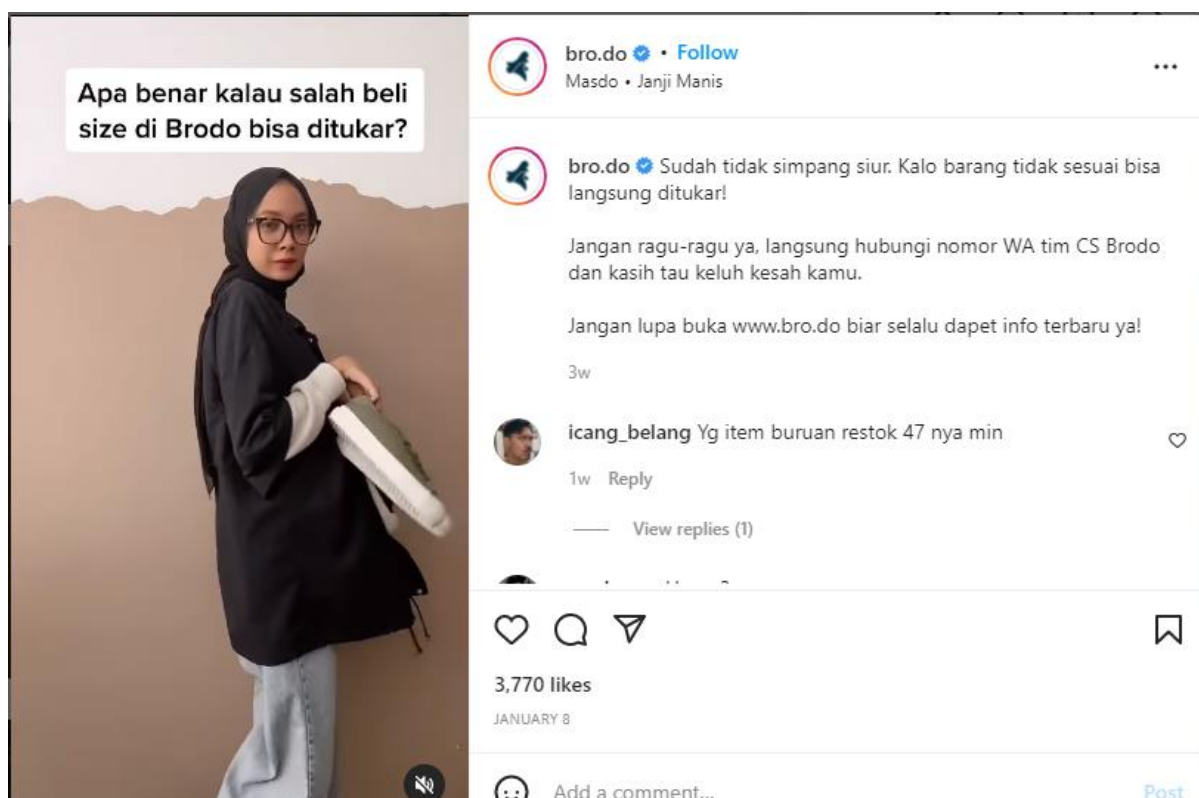 Apa benar kalau salah beli
size di Brodo bisa ditukar?
bro.do • Follow
Masdo • Janji Manis
bro.do Sudah tidak simpang siur. Kalo barang tidak sesuai bisa
langsung ditukar!
Jangan ragu-ragu ya, langsung hubungi nomor WA tim CS Brodo
dan kasih tau keluh kesah kamu.
Jangan lupa buka www.bro.do biar selalu dapet info terbaru ya!
3w
icang_belang Yg item buruan restok 47 nya min
1w Reply
View replies (1)
3,770 likes
JANUARY 8
Add a comment...
Post